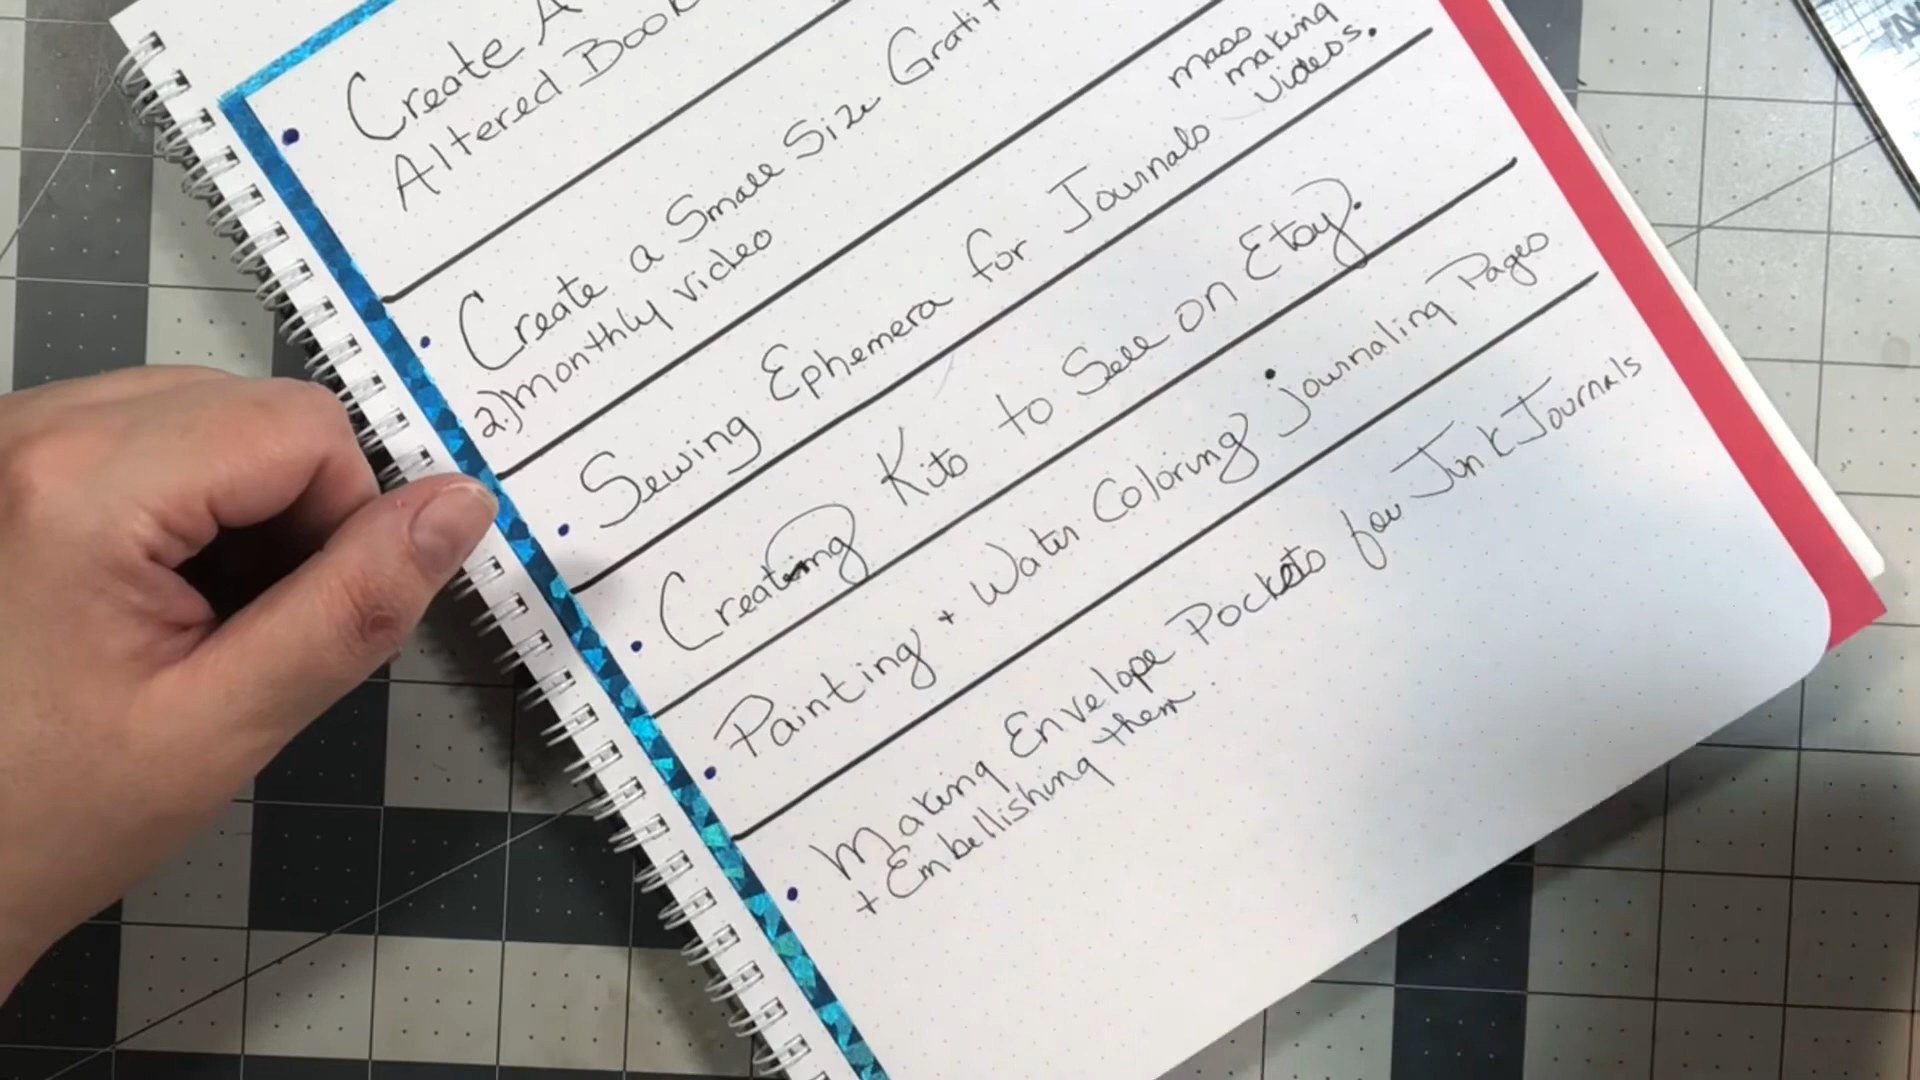 Create A
Altered Book
Create a Small Size Grati
2.) monthly video
mass
making
videos.
Sewing Ephemera for Journals
Creating Kits to Sell on Etsy.
Painting + Water Coloring Journaling Pages
Making Envelope Pockets for Junk Journals
+ Embellishing them.